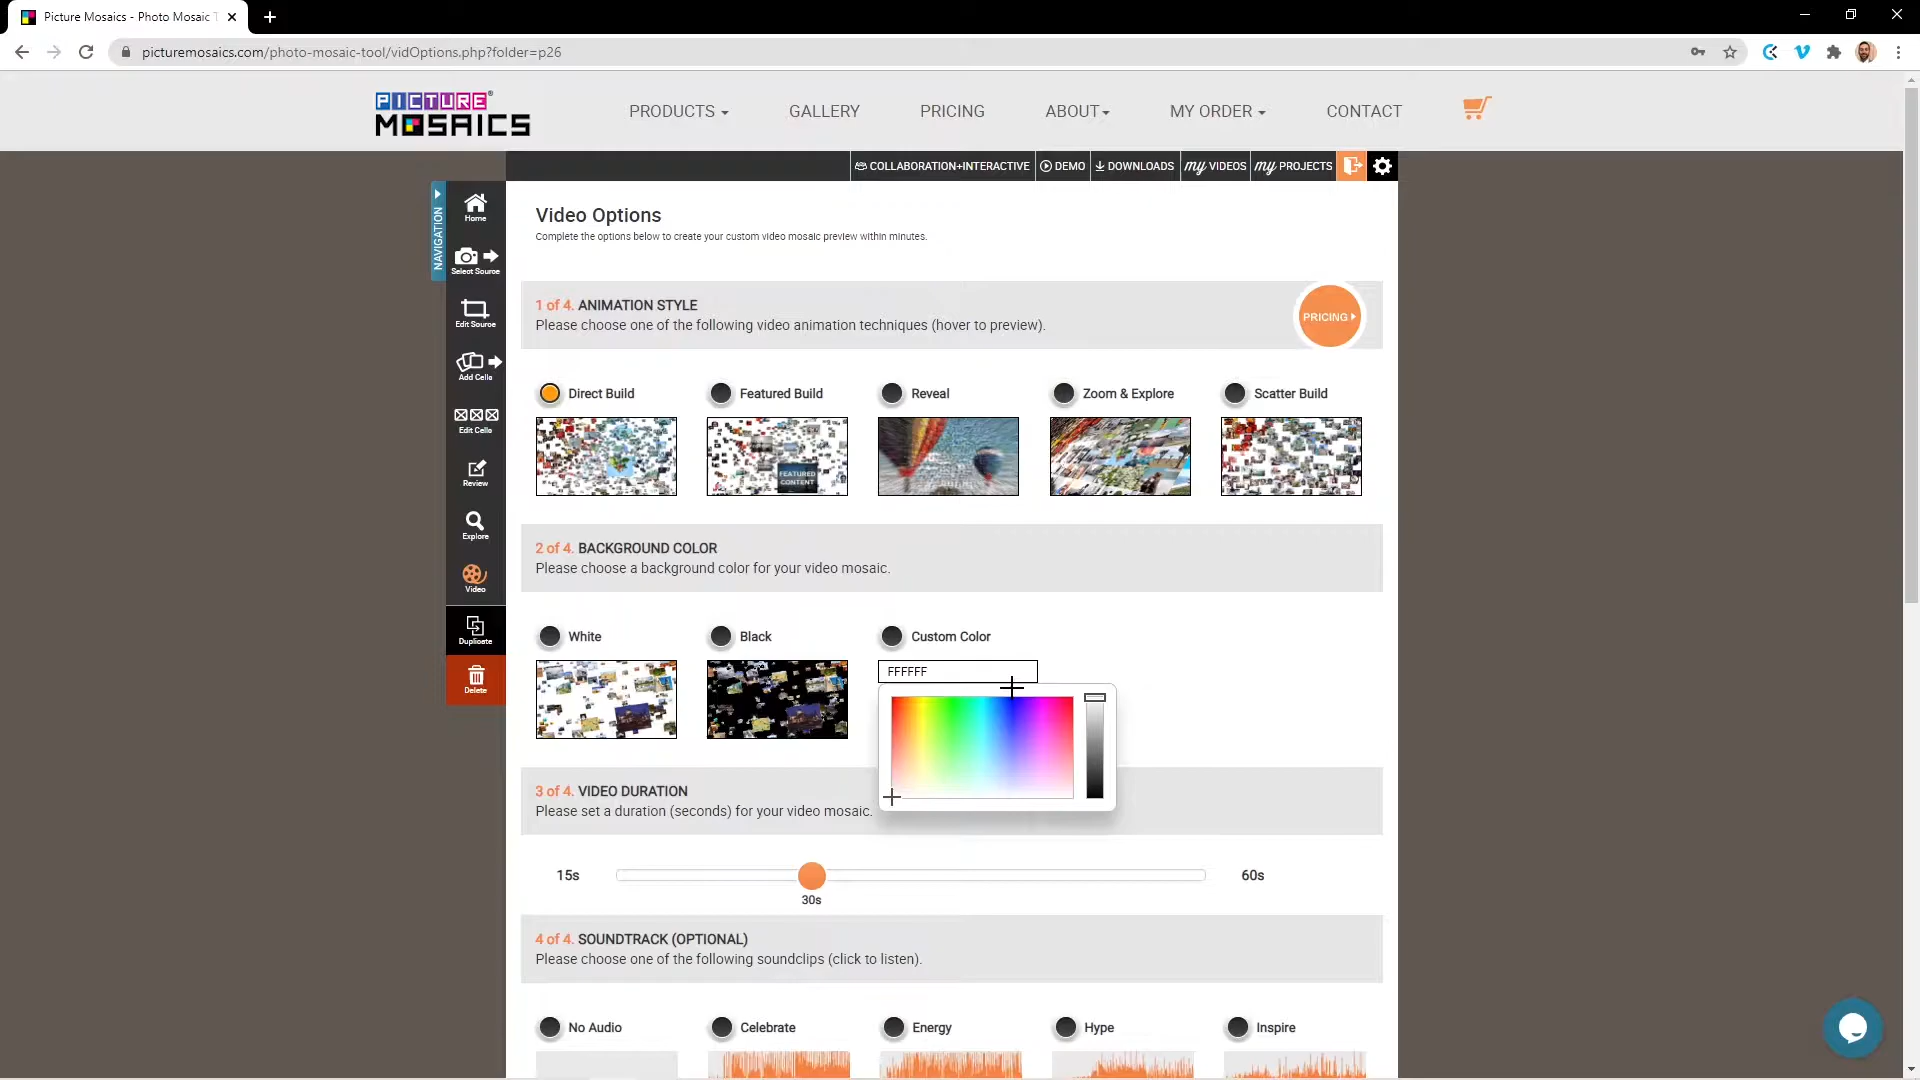 Picture Mosaics - Photo Mosaic T
picturemosaics.com/photo-mosaic-tool/vidOptions.php?folder=p26
PICTURE®
MOSAICS
PRODUCTS
GALLERY
PRICING
ABOUT
MY ORDER
CONTACT
COLLABORATION+INTERACTIVE
DEMO
DOWNLOADS
my VIDEOS
my PROJECTS
NAVIGATION
Home
Select Source
Edit Source
Add Cells
Edit Cells
Review
Explore
Video
Duplicate
Delete
Video Options
Complete the options below to create your custom video mosaic preview within minutes.
1 of 4. ANIMATION STYLE
Please choose one of the following video animation techniques (hover to preview).
PRICING
Direct Build
Featured Build
Reveal
Zoom & Explore
Scatter Build
FEATURED
CONTENT
2 of 4. BACKGROUND COLOR
Please choose a background color for your video mosaic.
White
Black
Custom Color
FFFFFF
3 of 4. VIDEO DURATION
Please set a duration (seconds) for your video mosaic.
15s
60s
30s
4 of 4. SOUNDTRACK (OPTIONAL)
Please choose one of the following soundclips (click to listen).
No Audio
Celebrate
Energy
Hype
Inspire